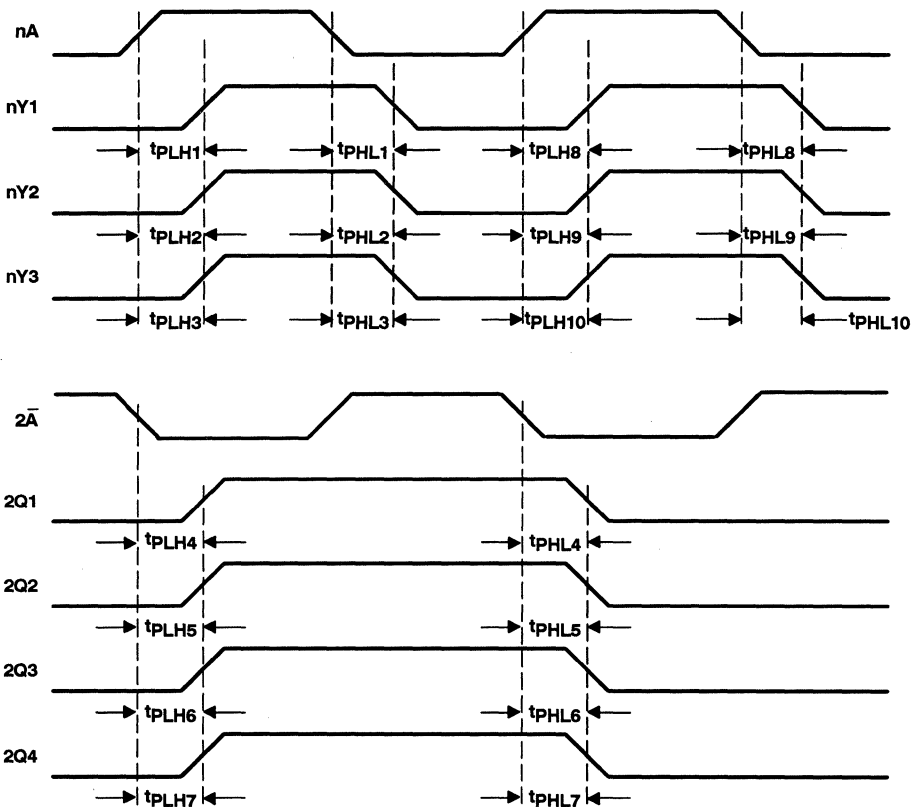 nA
nY1
tPLH1 tPHL1 tPLH8 tPHL8
nY2
tPLH2 tPHL2 tPLH9 tPHL9
nY3
tPLH3 tPHL3 tPLH10 tPHL10
2A̅
2Q1
tPLH4 tPHL4
2Q2
tPLH5 tPHL5
2Q3
tPLH6 tPHL6
2Q4
tPLH7 tPHL7